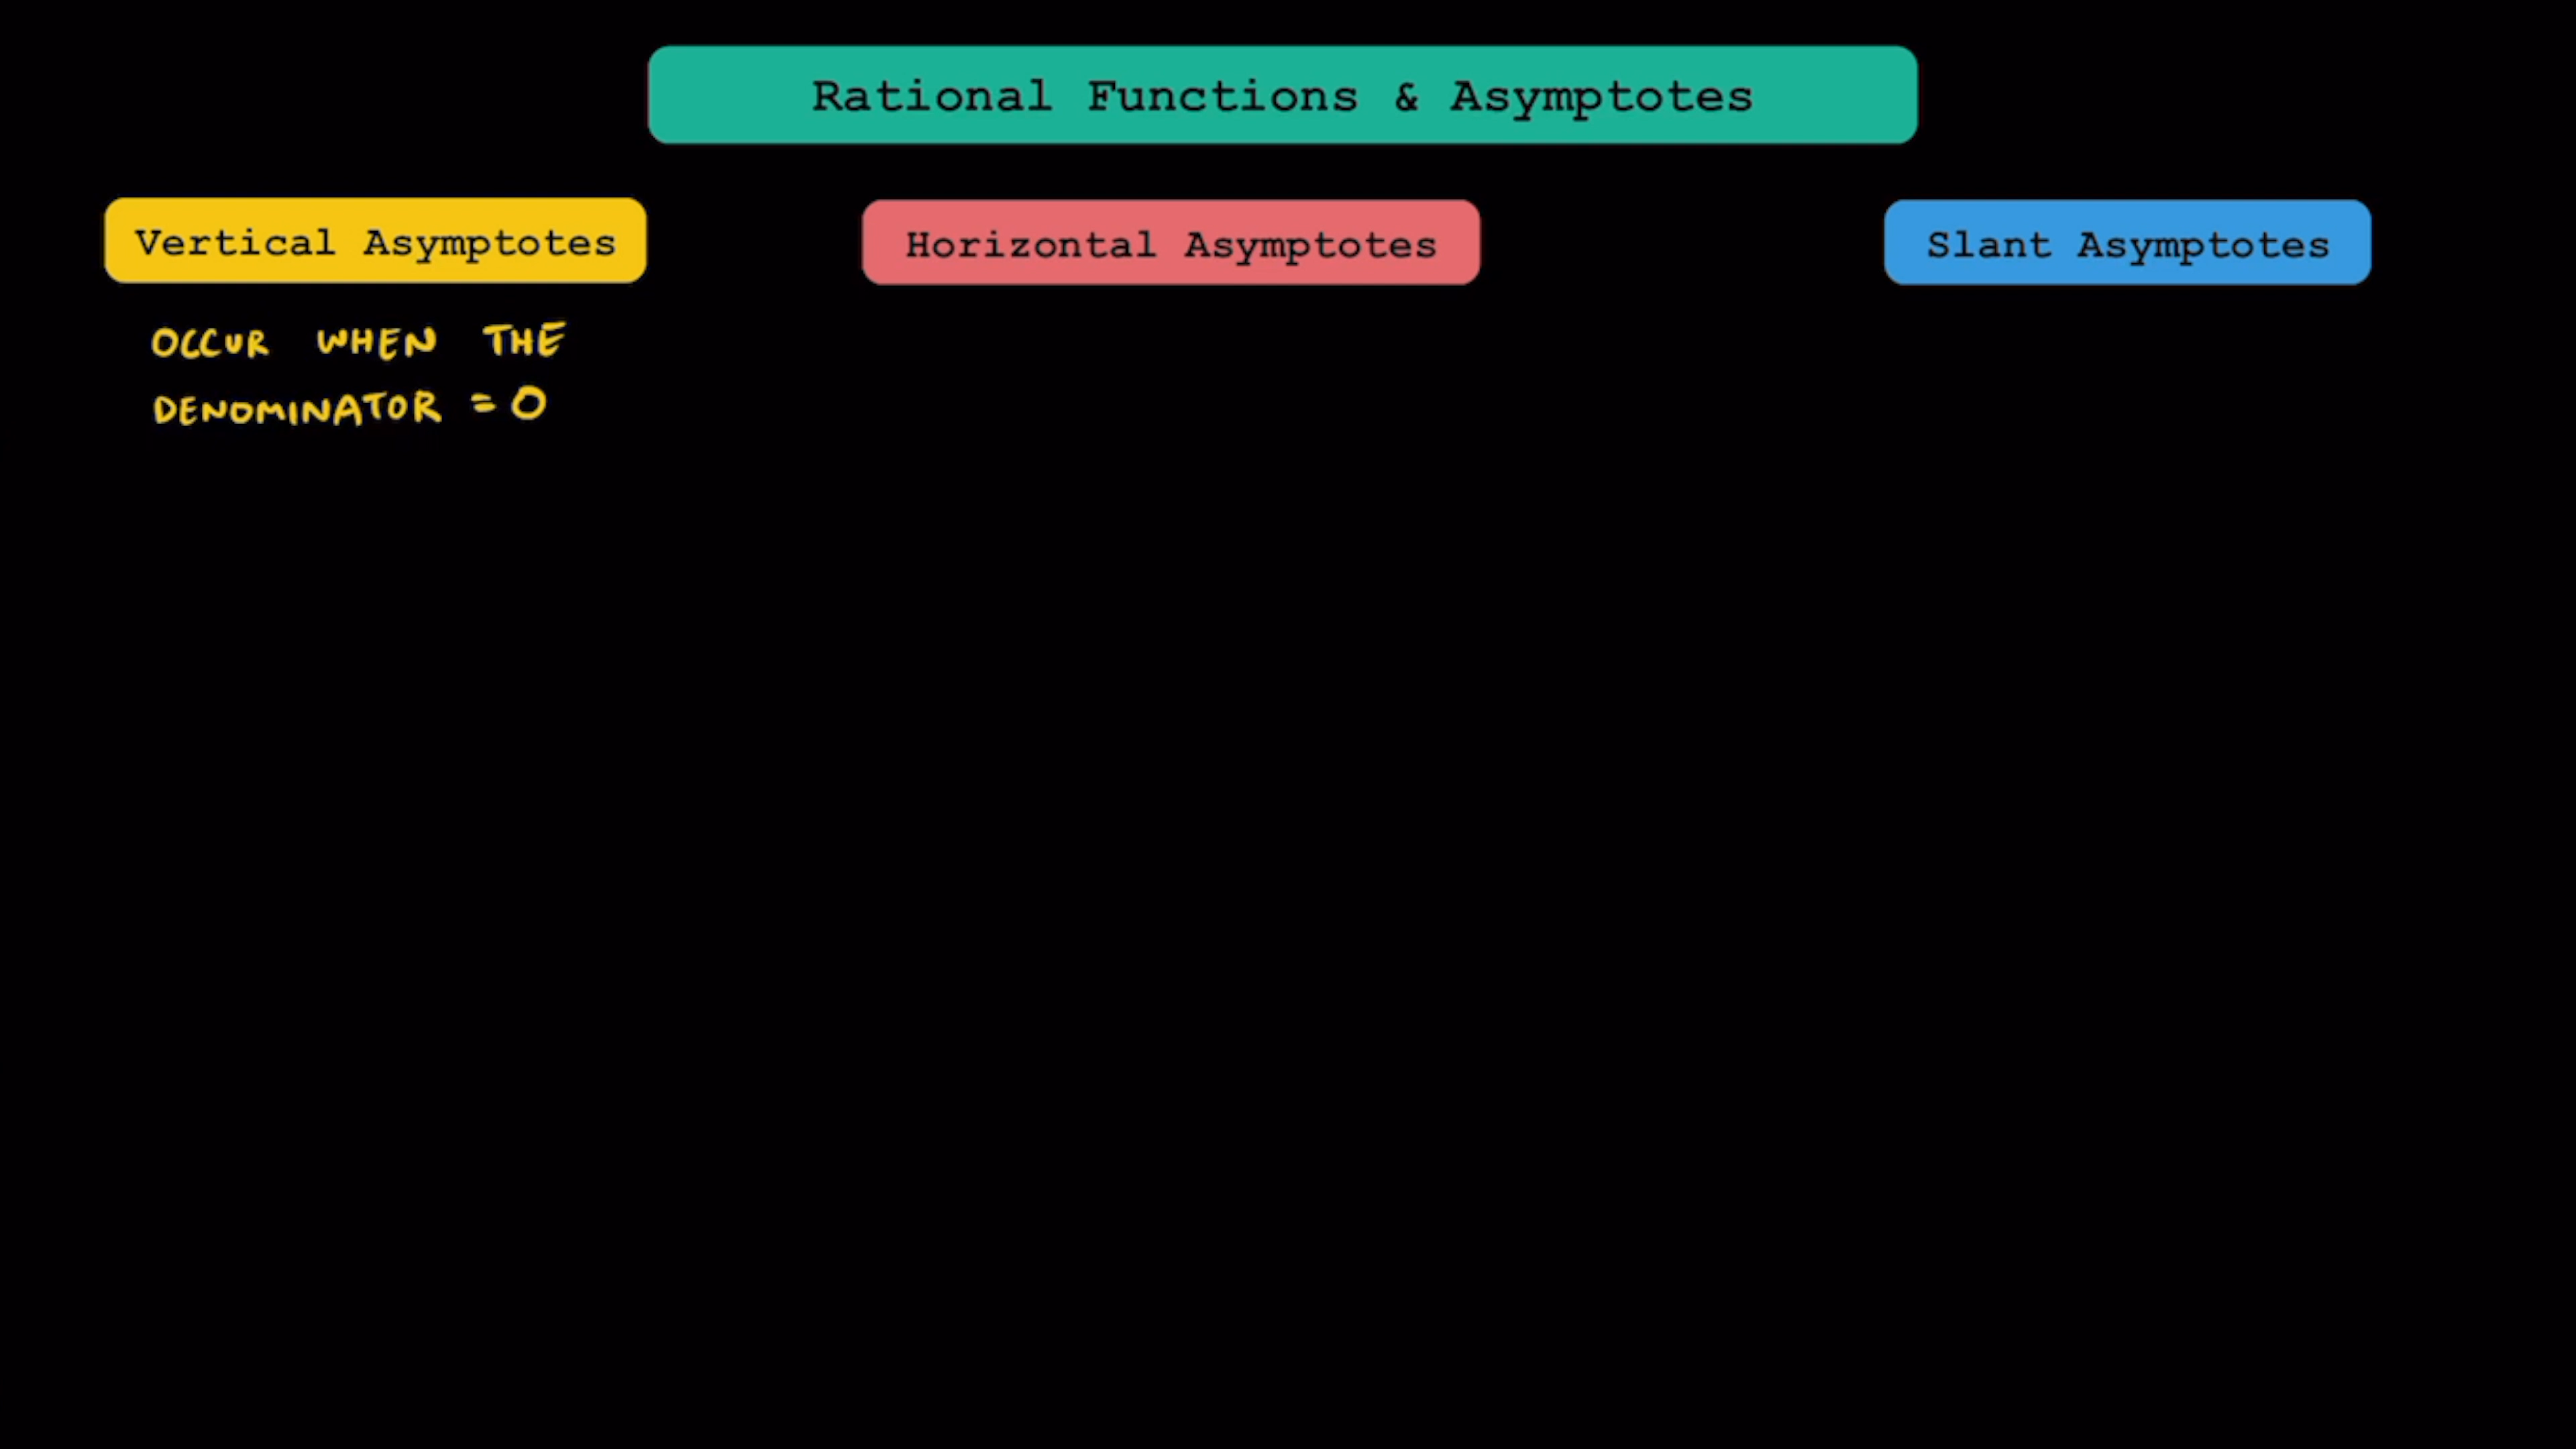 Rational Functions & Asymptotes
Vertical Asymptotes
OCCUR WHEN THE
DENOMINATOR = 0
Horizontal Asymptotes
Slant Asymptotes